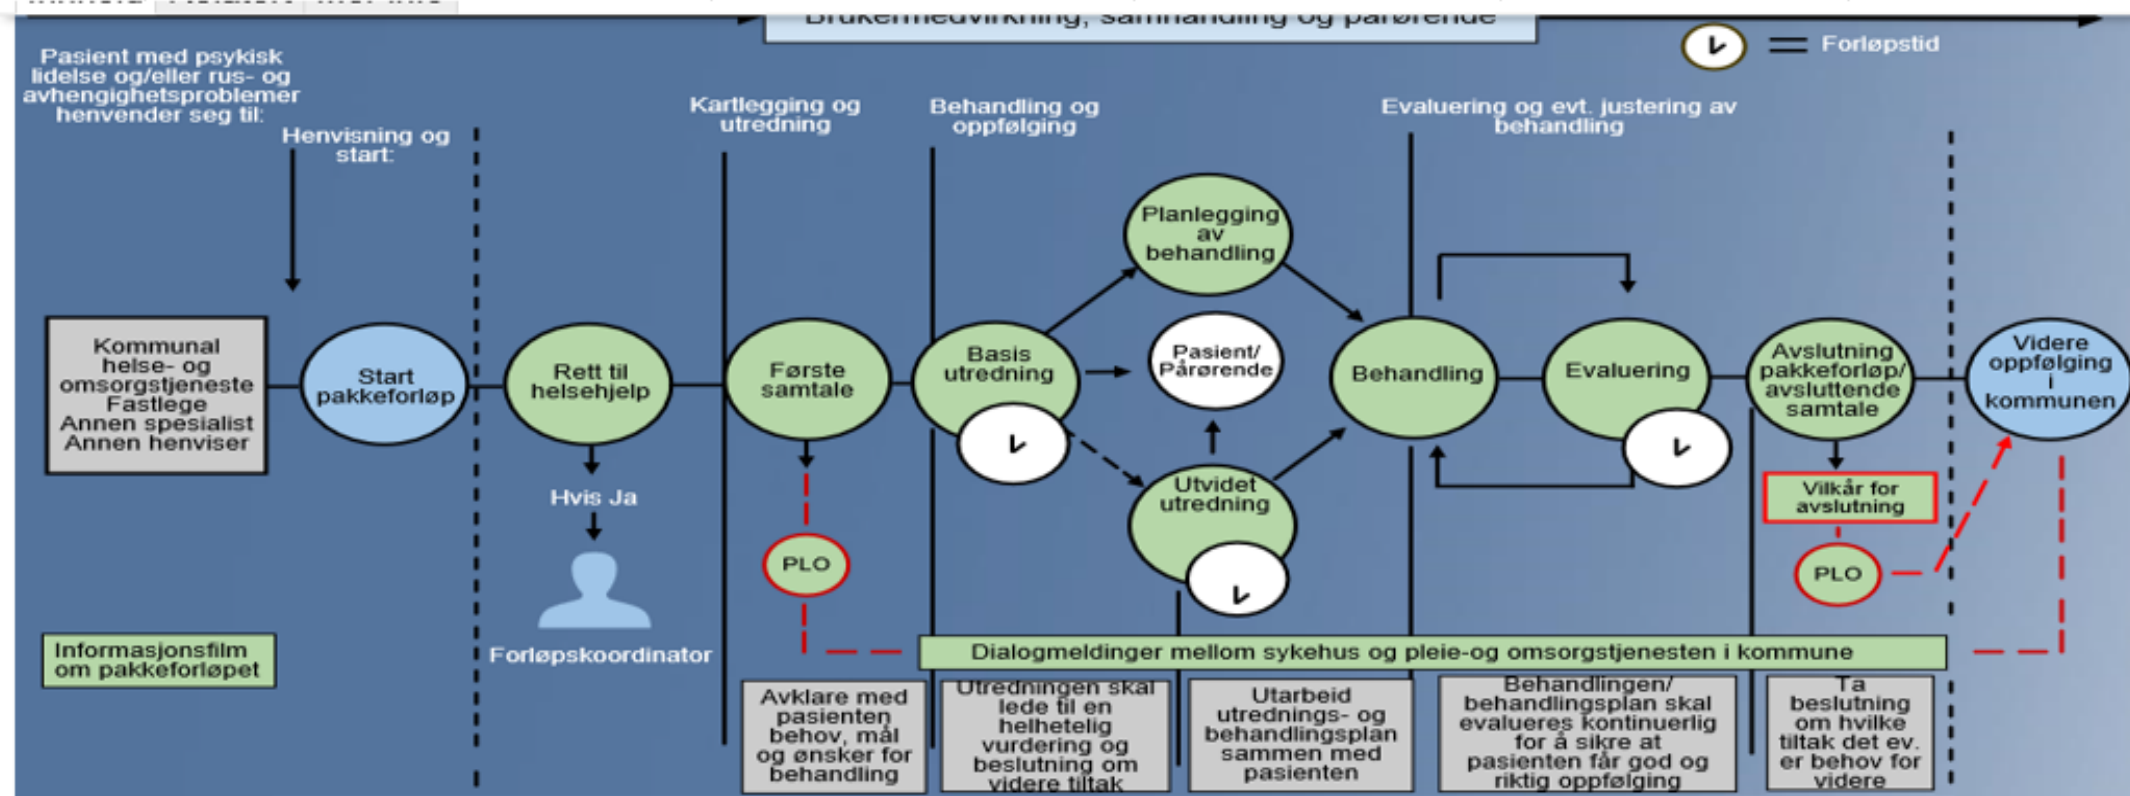 Brukermedvirkning, samhandling og pårørende
Forløpstid
Pasient med psykisk
lidelse og/eller rus- og
avhengighetsproblemer
henvender seg til:
Henvisning og
start:
Kartlegging og
utredning
Behandling og
oppfølging
Evaluering og evt. justering av
behandling
Planlegging
av
behandling
Kommunal
helse- og
omsorgstjeneste
Fastlege
Annen spesialist
Annen henviser
Start
pakkeforløp
Rett til
helsehjelp
Første
samtale
Basis
utredning
Pasient/
Pårørende
Behandling
Evaluering
Avslutning
pakkeforløp/
avsluttende
samtale
Videre
oppfølging
i
kommunen
Hvis Ja
Utvidet
utredning
Vilkår for
avslutning
PLO
PLO
Forløpskoordinator
Informasjonsfilm
om pakkeforløpet
Dialogmeldinger mellom sykehus og pleie-og omsorgstjenesten i kommune
Avklare med
pasienten
behov, mål
og ønsker for
behandling
Utredningen skal
lede til en
helhetelig
vurdering og
beslutning om
videre tiltak
Utarbeid
utrednings- og
behandlingsplan
sammen med
pasienten
Behandlingen/
behandlingsplan skal
evalueres kontinuerlig
for å sikre at
pasienten får god og
riktig oppfølging
Ta
beslutning
om hvilke
tiltak det ev.
er behov for
videre